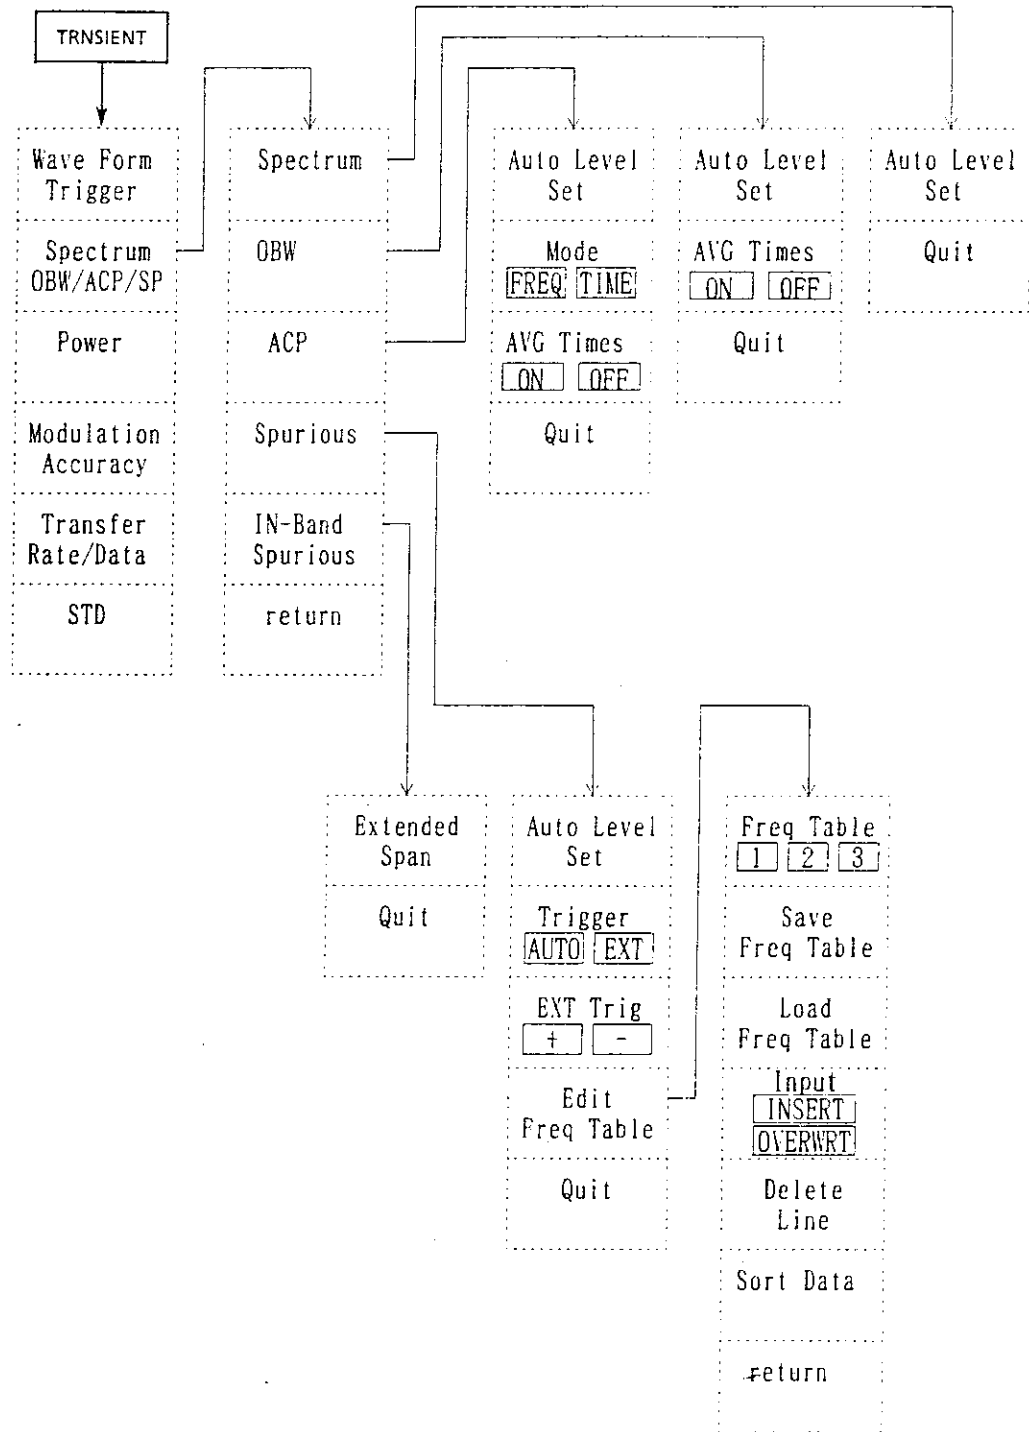 TRNSIENT
Wave Form
Trigger
Spectrum
OBW/ACP/SP
Power
Modulation
Accuracy
Transfer
Rate/Data
STD
Spectrum
OBW
ACP
Spurious
IN-Band
Spurious
return
Auto Level
Set
Mode
FREQ TIME
AVG Times
ON OFF
Quit
Auto Level
Set
AVG Times
ON OFF
Quit
Auto Level
Set
Quit
Extended
Span
Quit
Auto Level
Set
Trigger
AUTO EXT
EXT Trig
+ -
Edit
Freq Table
Quit
Freq Table
1 2 3
Save
Freq Table
Load
Freq Table
Input
INSERT
OVERWRT
Delete
Line
Sort Data
return